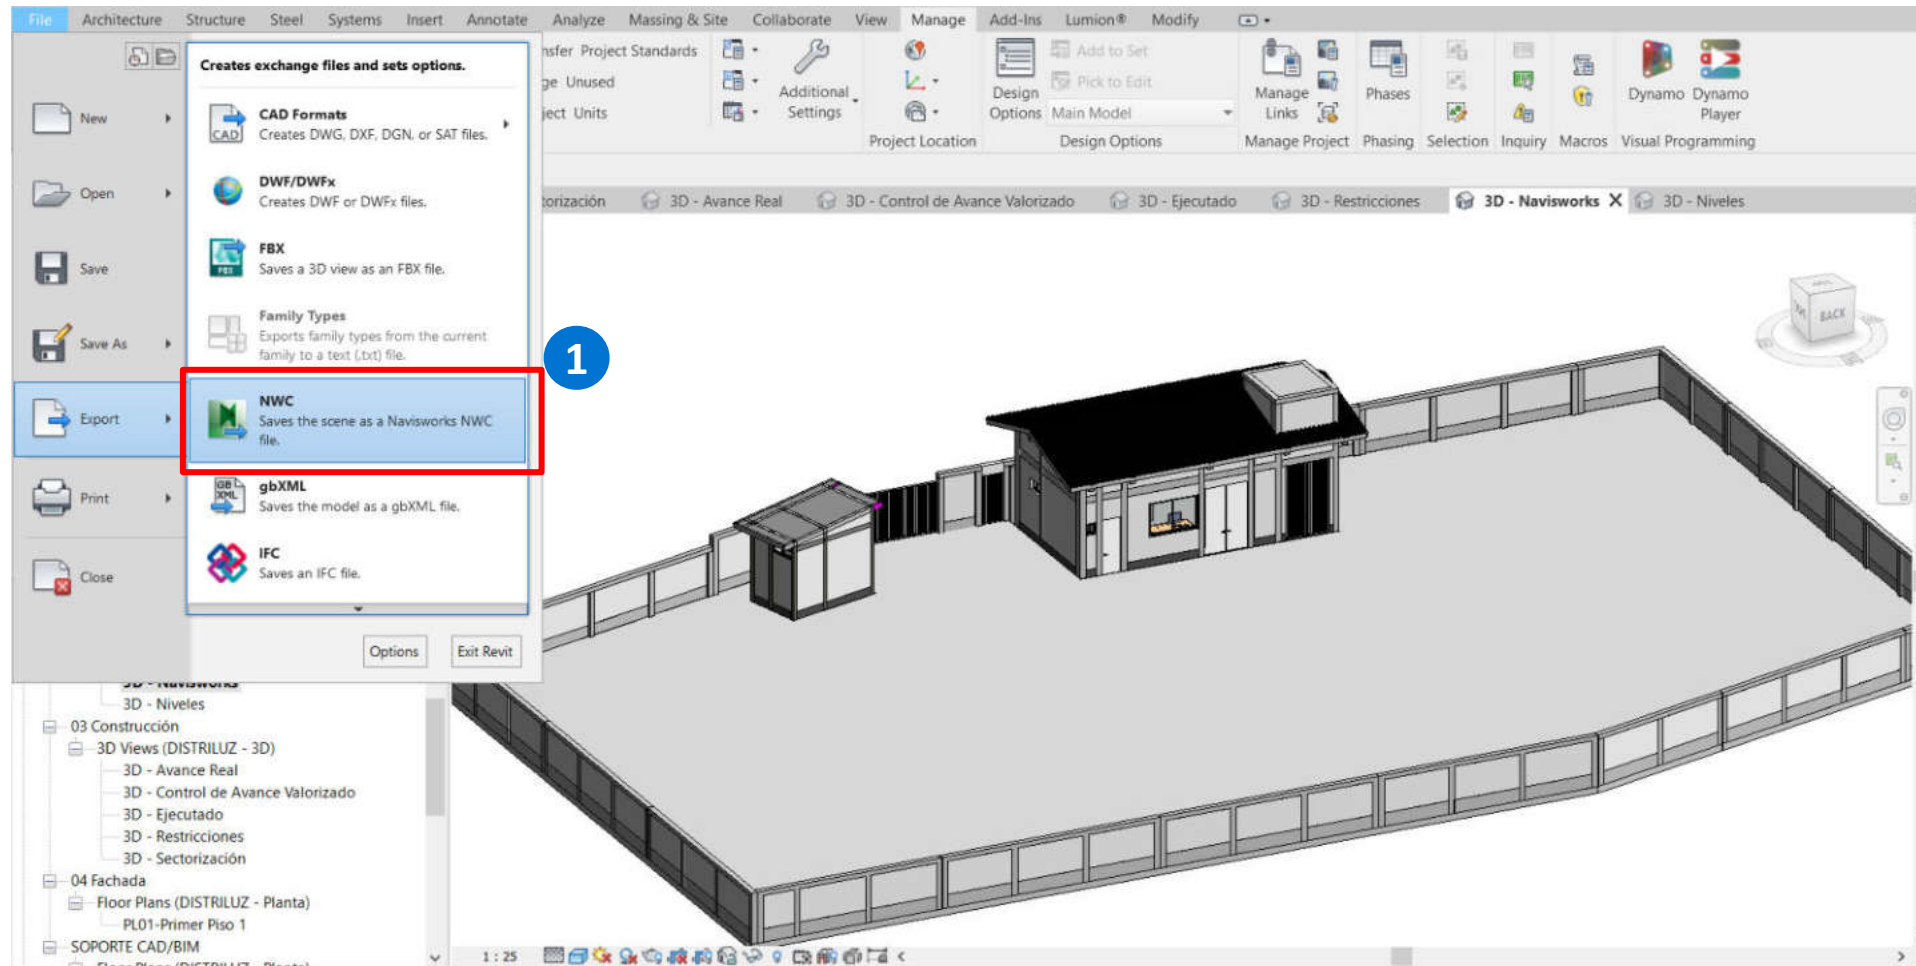 File Architecture Structure Steel Systems Insert Annotate Analyze Massing & Site Collaborate View Manage Add-Ins Lumion® Modify
Creates exchange files and sets options.
CAD Formats
Creates DWG, DXF, DGN, or SAT files.
DWF/DWFx
Creates DWF or DWFx files.
FBX
Saves a 3D view as an FBX file.
Family Types
Exports family types from the current
family to a text (.txt) file.
NWC
Saves the scene as a Navisworks NWC
file.
gbXML
Saves the model as a gbXML file.
IFC
Saves an IFC file.
Options Exit Revit
New
Open
Save
Save As
Export
Print
Close
1
nsfer Project Standards
ge Unused
ject Units
Additional
Settings
Project Location
Design
Options
Add to Set
Pick to Edit
Main Model
Design Options
Manage
Links
Manage Project
Phases
Phasing
Selection
Inquiry
Macros
Dynamo
Dynamo
Player
Visual Programming
torización 3D - Avance Real 3D - Control de Avance Valorizado 3D - Ejecutado 3D - Restricciones 3D - Navisworks X 3D - Niveles
BACK
3D - Navisworks
3D - Niveles
03 Construcción
3D Views (DISTRILUZ - 3D)
3D - Avance Real
3D - Control de Avance Valorizado
3D - Ejecutado
3D - Restricciones
3D - Sectorización
04 Fachada
Floor Plans (DISTRILUZ - Planta)
PL01-Primer Piso 1
SOPORTE CAD/BIM
Floor Plans (DISTRILUZ - Planta)
1 : 25